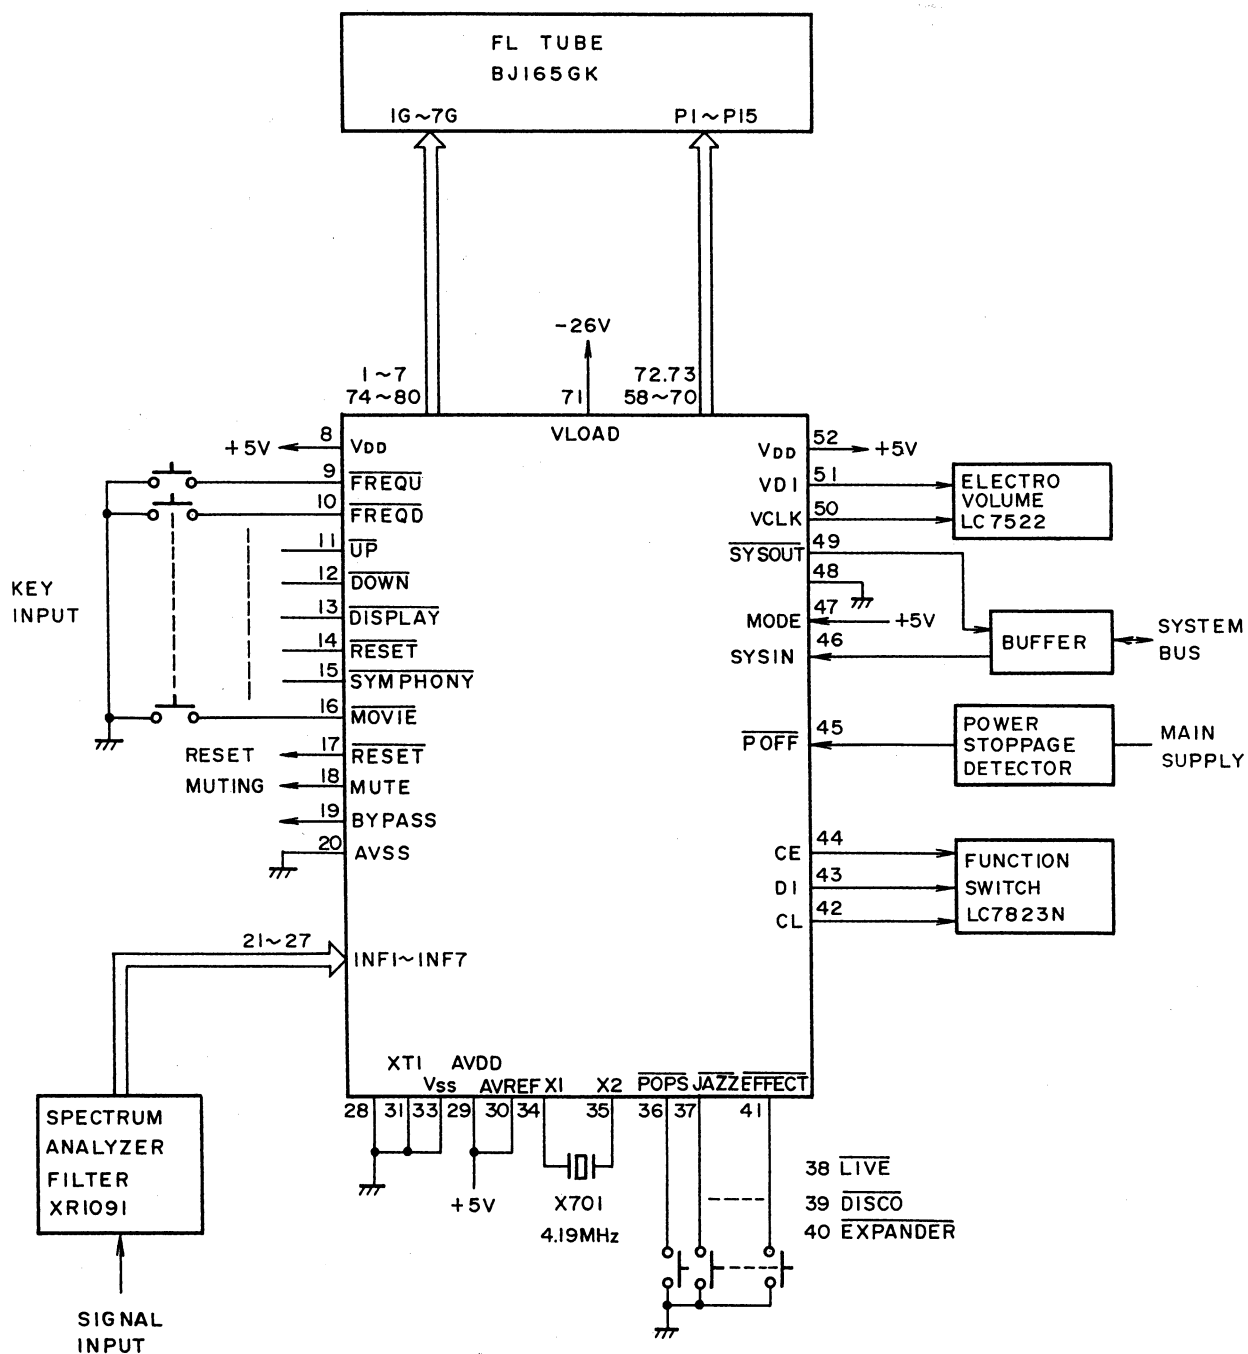 FL TUBE
BJ165GK
1G~7G
P1~P15
-26V
1~7
74~80
71
72.73
58~70
VLOAD
+5V
8
VDD
9
FREQU
10
FREQD
11
UP
12
DOWN
13
DISPLAY
14
RESET
15
SYMPHONY
16
MOVIE
KEY
INPUT
RESET
17
RESET
MUTING
18
MUTE
19
BYPASS
20
AVSS
21~27
INF1~INF7
VDD
52
+5V
VDI
51
VCLK
50
ELECTRO
VOLUME
LC7522
SYSOUT
49
48
MODE
47
+5V
SYSIN
46
BUFFER
SYSTEM
BUS
POFF
45
POWER
STOPPAGE
DETECTOR
MAIN
SUPPLY
CE
44
DI
43
CL
42
FUNCTION
SWITCH
LC7823N
XT1
AVDD
VSS
AVREF
X1
X2
POPS
JAZZ
EFFECT
28
31
33
29
30
34
35
36
37
41
+5V
X701
4.19MHz
38 LIVE
39 DISCO
40 EXPANDER
SPECTRUM
ANALYZER
FILTER
XR1091
SIGNAL
INPUT